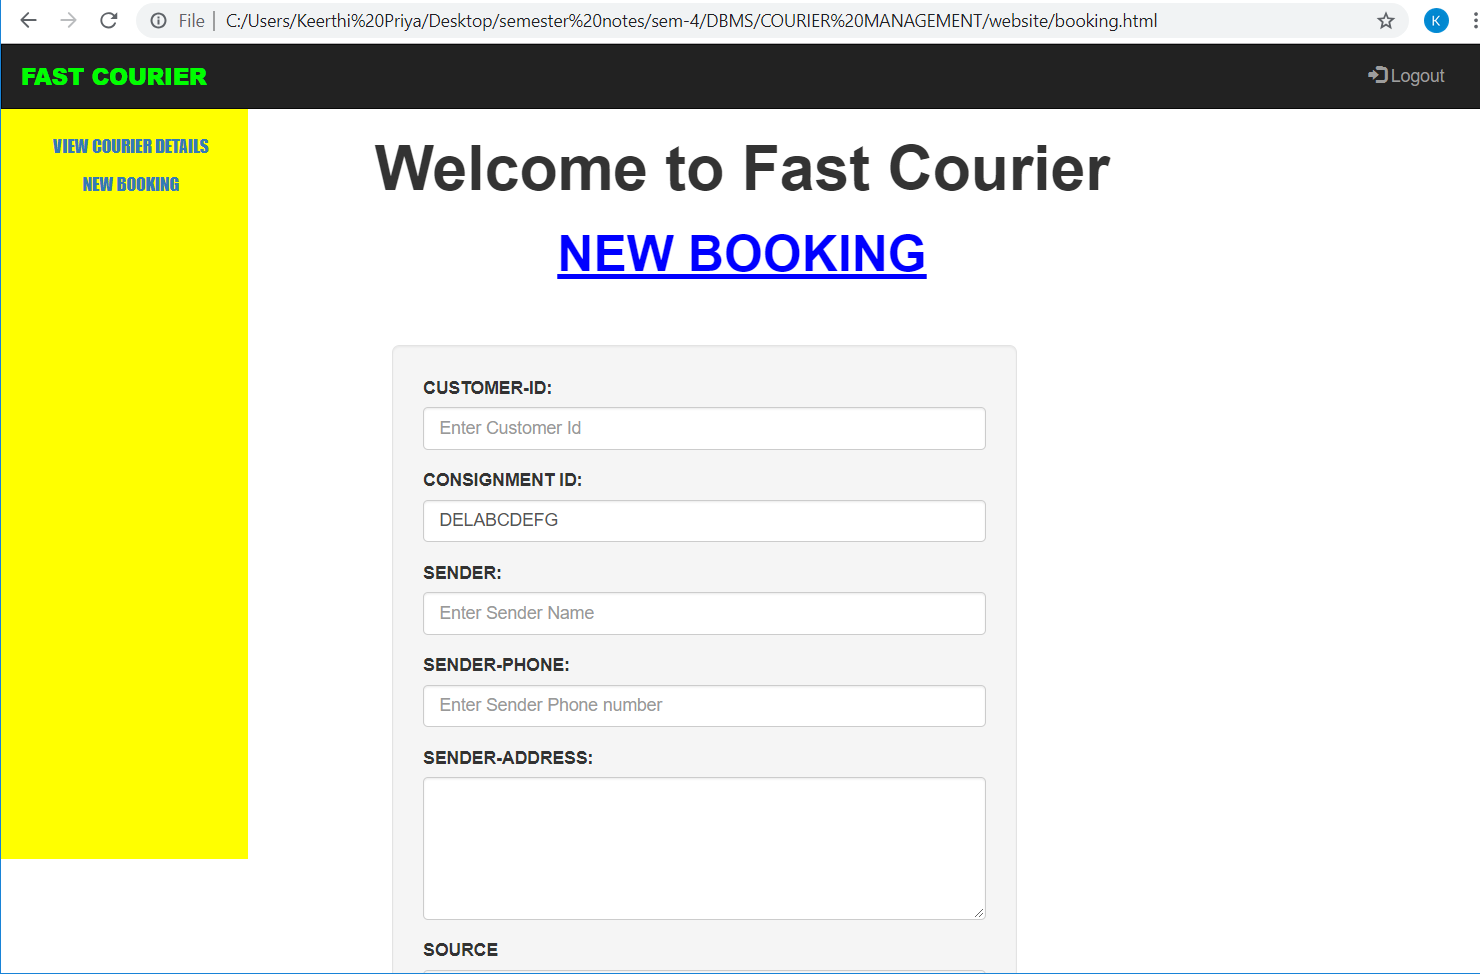 File C:/Users/Keerthi%20Priya/Desktop/semester%20notes/sem-4/DBMS/COURIER%20MANAGEMENT/website/booking.html K
FAST COURIER Logout
VIEW COURIER DETAILS
NEW BOOKING
Welcome to Fast Courier
NEW BOOKING
CUSTOMER-ID:
Enter Customer Id
CONSIGNMENT ID:
DELABCDEFG
SENDER:
Enter Sender Name
SENDER-PHONE:
Enter Sender Phone number
SENDER-ADDRESS:
SOURCE